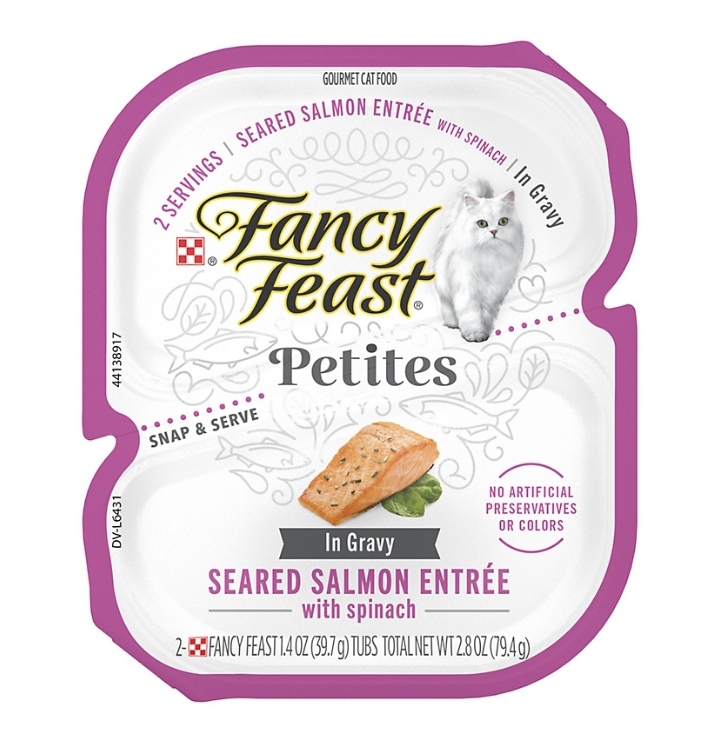 GOURMET CAT FOOD
2 SERVINGS | SEARED SALMON ENTRÉE WITH SPINACH | In Gravy
Fancy
Feast®
®
Petites
44138917
SNAP & SERVE
DV-L6431
NO ARTIFICIAL
PRESERVATIVES
OR COLORS
In Gravy
SEARED SALMON ENTRÉE
with spinach
2- FANCY FEAST 1.4 OZ (39.7 g) TUBS TOTAL NET WT 2.8 OZ (79.4 g)